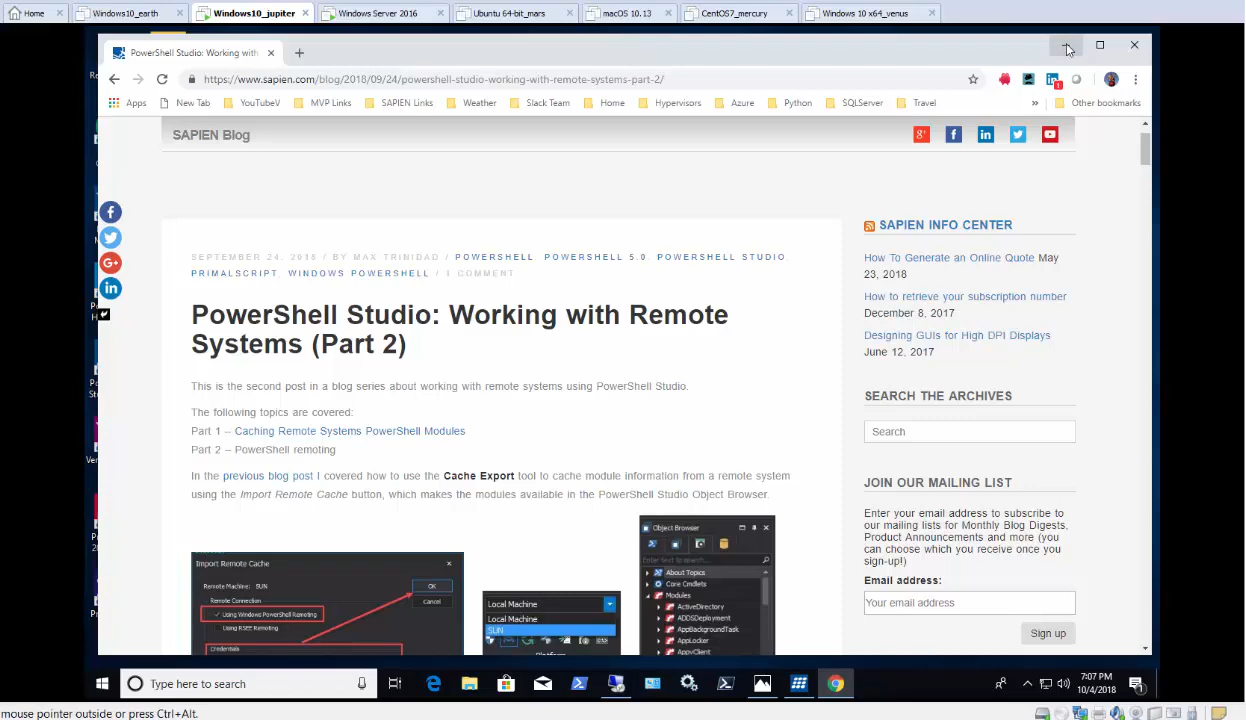 Home
Windows10_earth
Windows10_jupiter
Windows Server 2016
Ubuntu 64-bit_mars
macOS 10.13
CentOS7_mercury
Windows 10 x64_venus
PowerShell Studio: Working with
https://www.sapien.com/blog/2018/09/24/powershell-studio-working-with-remote-systems-part-2/
Apps
New Tab
YouTubeV
MVP Links
SAPIEN Links
Weather
Slack Team
Home
Hypervisors
Azure
Python
SQLServer
Travel
»
Other bookmarks
SAPIEN Blog
SEPTEMBER 24, 2018 / BY MAX TRINIDAD / POWERSHELL, POWERSHELL 5.0, POWERSHELL STUDIO,
PRIMALSCRIPT, WINDOWS POWERSHELL / 1 COMMENT
PowerShell Studio: Working with Remote
Systems (Part 2)
This is the second post in a blog series about working with remote systems using PowerShell Studio.
The following topics are covered:
Part 1 – Caching Remote Systems PowerShell Modules
Part 2 – PowerShell remoting
In the previous blog post I covered how to use the Cache Export tool to cache module information from a remote system
using the Import Remote Cache button, which makes the modules available in the PowerShell Studio Object Browser.
Import Remote Cache
Remote Machine: SUN
Remote Connection
Using Windows PowerShell Remoting
Using RSEE Remoting
Credentials
OK
Cancel
Local Machine
Local Machine
SUN
Platform
Object Browser
About Topics
Core Cmdlets
Modules
ActiveDirectory
ADDSDeployment
AppBackgroundTask
AppLocker
AppvClient
SAPIEN INFO CENTER
How To Generate an Online Quote May
23, 2018
How to retrieve your subscription number
December 8, 2017
Designing GUIs for High DPI Displays
June 12, 2017
SEARCH THE ARCHIVES
Search
JOIN OUR MAILING LIST
Enter your email address to subscribe to
our mailing lists for Monthly Blog Digests,
Product Announcements and more (you
can choose which you receive once you
sign-up!)
Email address:
Your email address
Sign up
Type here to search
7:07 PM
10/4/2018
mouse pointer outside or press Ctrl+Alt.